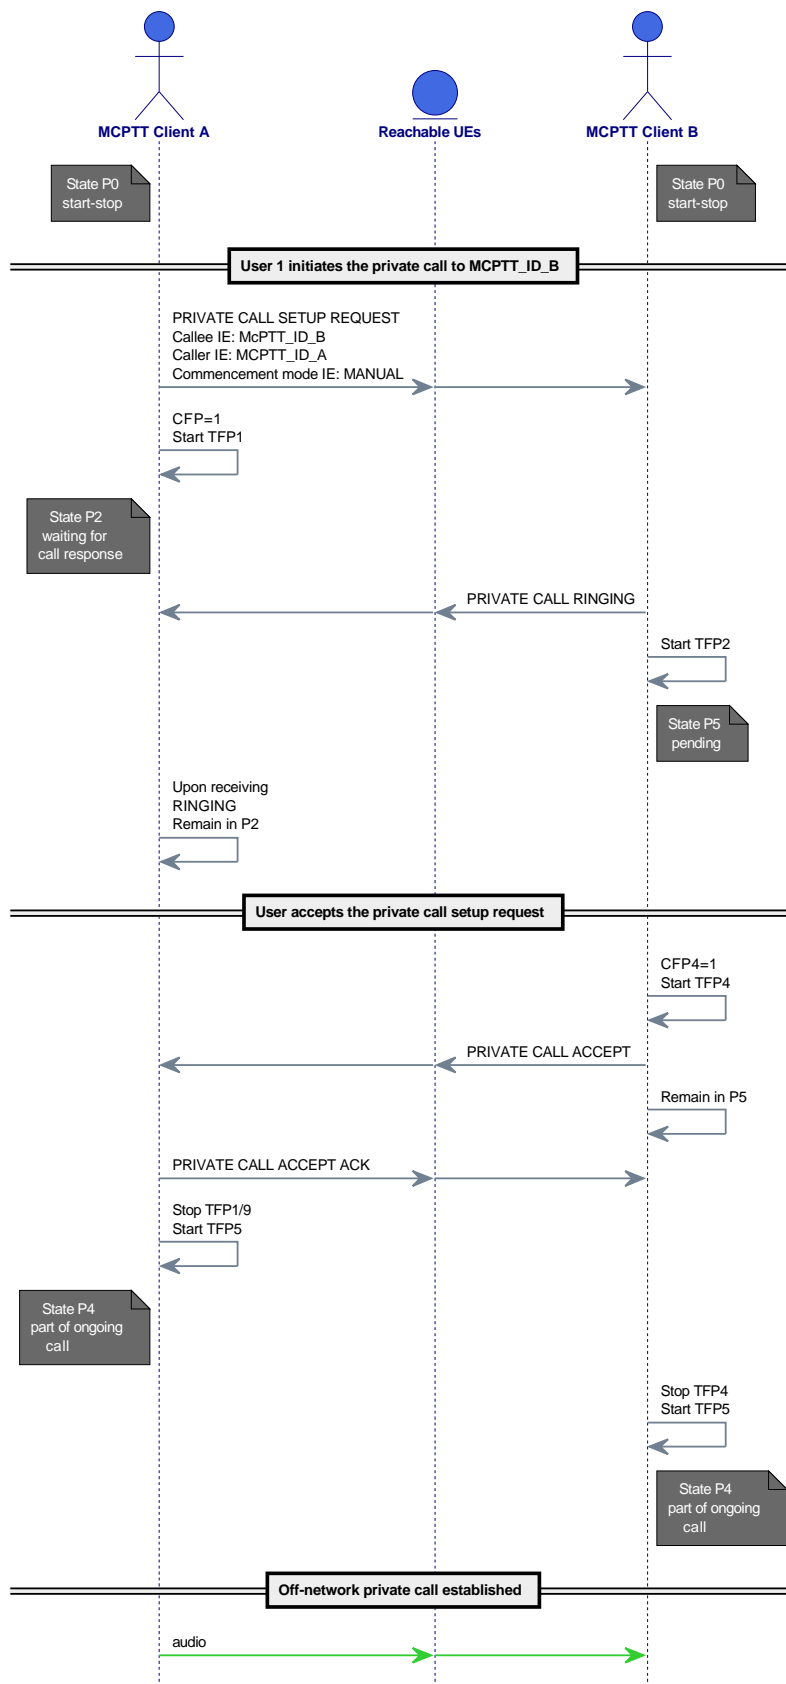 MCPTT Client A
Reachable UEs
MCPTT Client B
State P0
start-stop
State P0
start-stop
User 1 initiates the private call to MCPTT_ID_B
PRIVATE CALL SETUP REQUEST
Callee IE: McPTT_ID_B
Caller IE: MCPTT_ID_A
Commencement mode IE: MANUAL
CFP=1
Start TFP1
State P2
waiting for
call response
PRIVATE CALL RINGING
Start TFP2
State P5
pending
Upon receiving
RINGING
Remain in P2
User accepts the private call setup request
CFP4=1
Start TFP4
PRIVATE CALL ACCEPT
Remain in P5
PRIVATE CALL ACCEPT ACK
Stop TFP1/9
Start TFP5
State P4
part of ongoing
call
Stop TFP4
Start TFP5
State P4
part of ongoing
call
Off-network private call established
audio